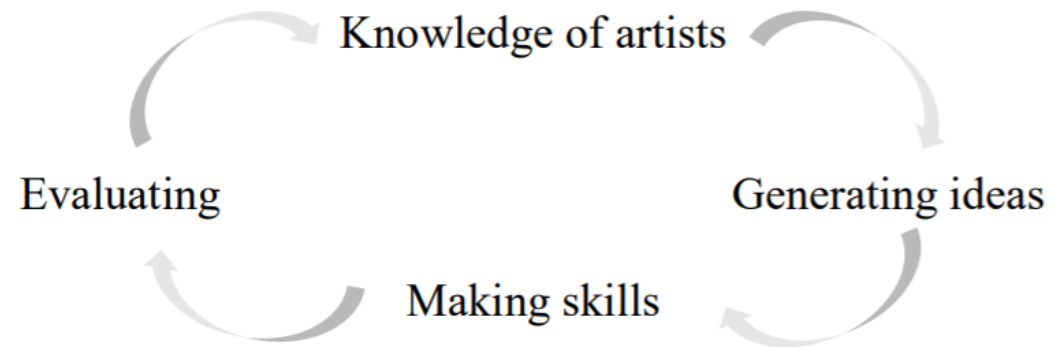 Knowledge of artists
Evaluating
Generating ideas
Making skills